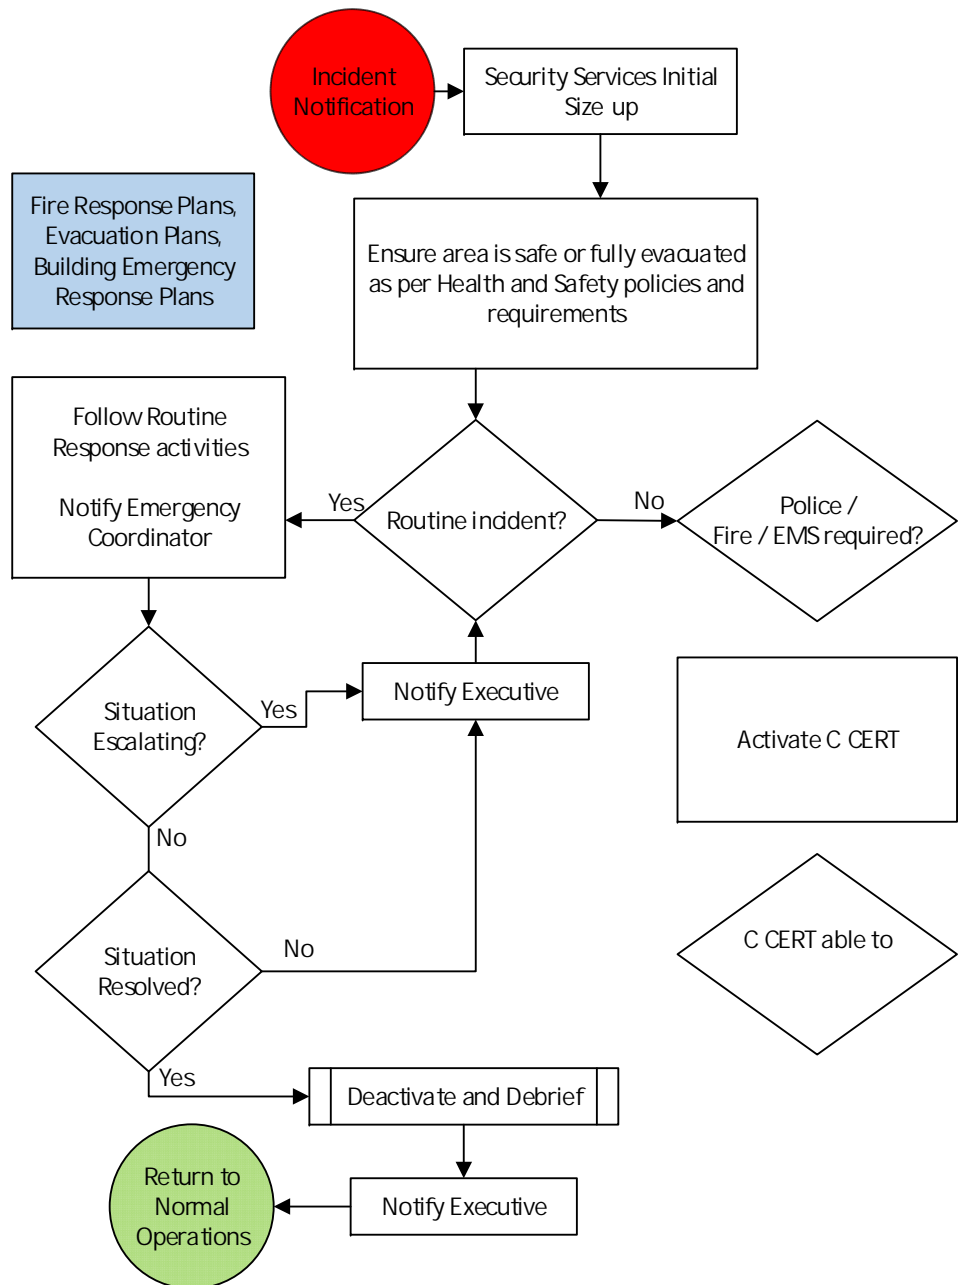 Incident
Notification
Security Services Initial
Size up
Fire Response Plans,
Evacuation Plans,
Building Emergency
Response Plans
Ensure area is safe or fully evacuated
as per Health and Safety policies and
requirements
Follow Routine
Response activities
Notify Emergency
Coordinator
Yes
Routine incident?
No
Police /
Fire / EMS required?
Situation
Escalating?
Yes
Notify Executive
Activate C CERT
No
Situation
Resolved?
No
C CERT able to
Yes
Deactivate and Debrief
Return to
Normal
Operations
Notify Executive